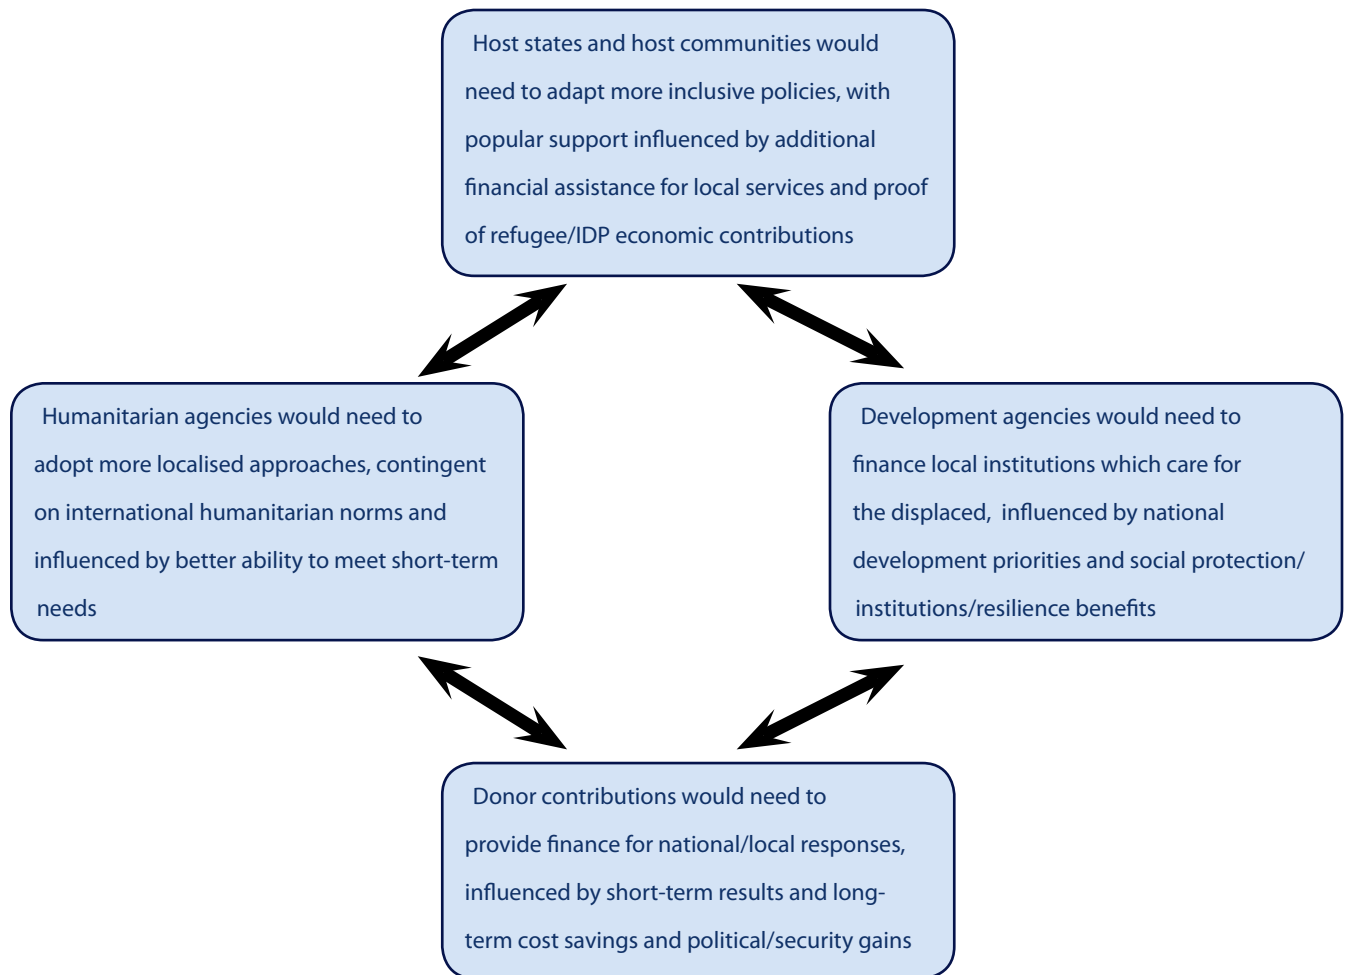 Host states and host communities would
need to adapt more inclusive policies, with
popular support influenced by additional
financial assistance for local services and proof
of refugee/IDP economic contributions
Humanitarian agencies would need to
adopt more localised approaches, contingent
on international humanitarian norms and
influenced by better ability to meet short-term
needs
Development agencies would need to
finance local institutions which care for
the displaced, influenced by national
development priorities and social protection/
institutions/resilience benefits
Donor contributions would need to
provide finance for national/local responses,
influenced by short-term results and long-
term cost savings and political/security gains